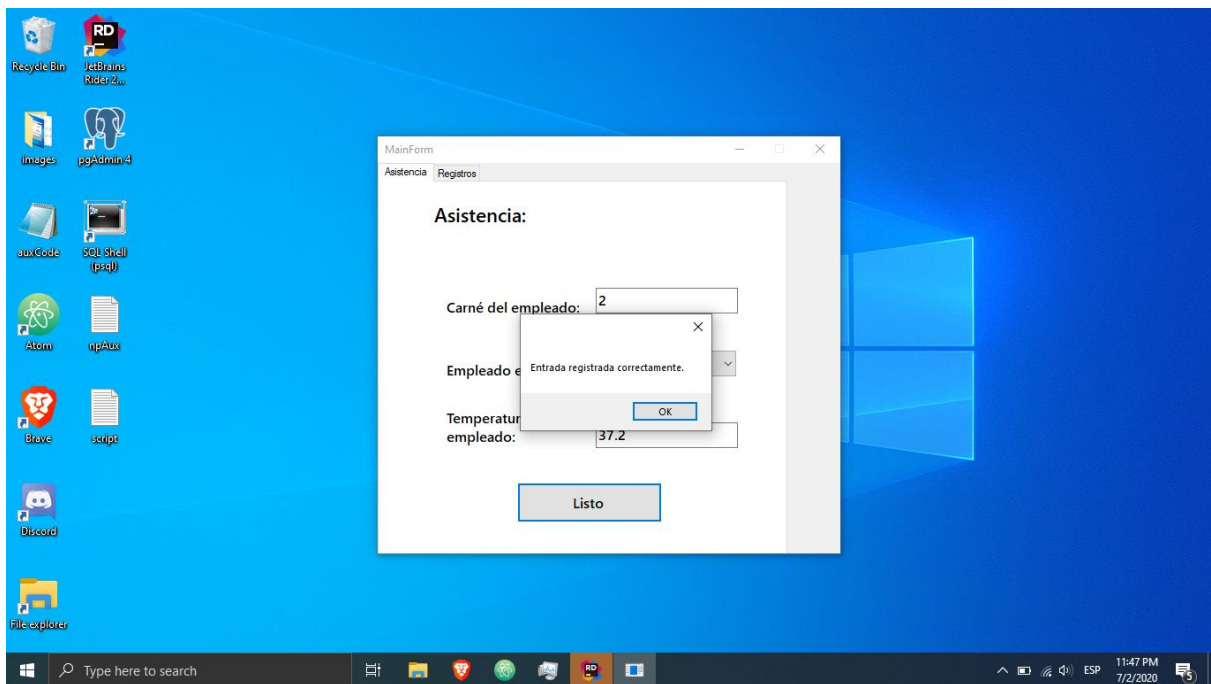 RD
Recycle Bin
JetBrains
Rider 2...
images
pgAdmin 4
auxCode
SQL Shell
(psql)
Atom
npAux
Brave
script
Discord
File explorer
MainForm
Asistencia
Registros
Asistencia:
Carné del empleado:
2
Empleado e
Temperatur
empleado:
37.2
Entrada registrada correctamente.
OK
Listo
Type here to search
RD
ESP
11:47 PM
7/2/2020
5